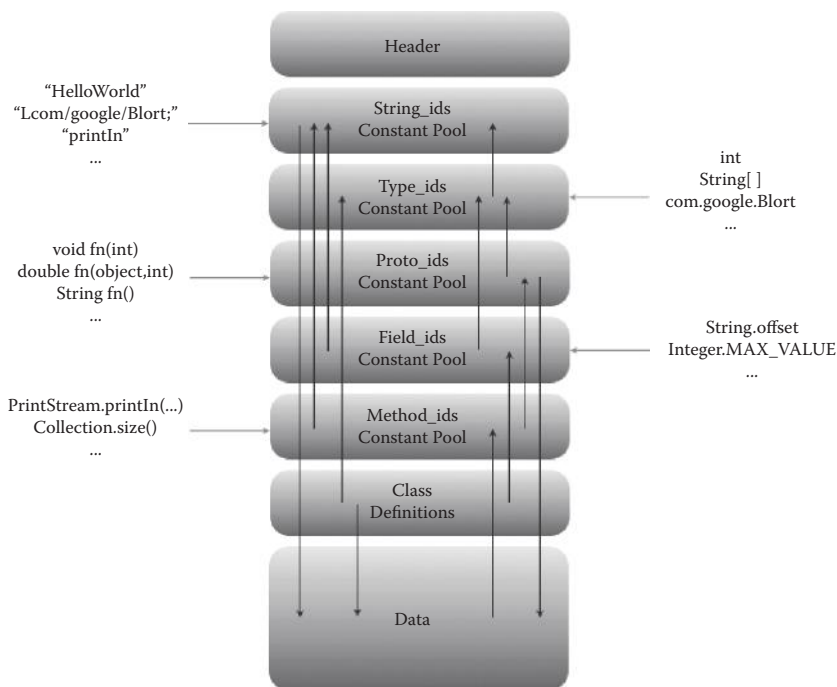 Header
“HelloWorld”
“Lcom/google/Blort;”
“printIn”
...
String_ids
Constant Pool
Type_ids
Constant Pool
int
String[ ]
com.google.Blort
...
void fn(int)
double fn(object,int)
String fn()
...
Proto_ids
Constant Pool
Field_ids
Constant Pool
String.offset
Integer.MAX_VALUE
...
PrintStream.printIn(...)
Collection.size()
...
Method_ids
Constant Pool
Class
Definitions
Data